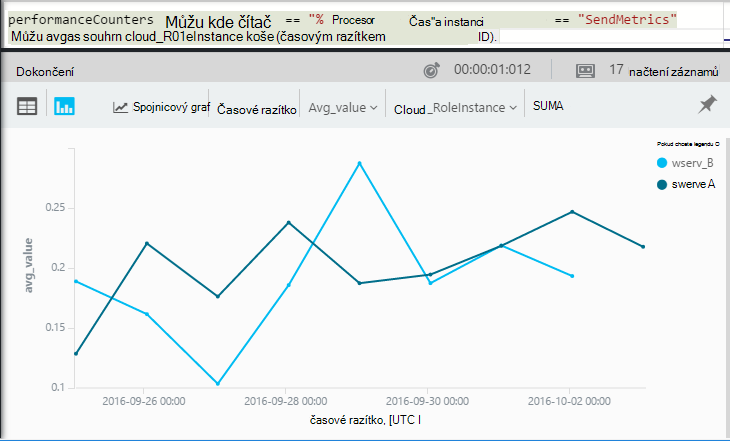 performanceCounters Můžu kde čítač == "% Procesor Čas"a instanci == "SendMetrics"
Můžu avgas souhrn cloud_R01eInstance koše (časovým razítkem ID).
Dokončení 00:00:01:012 17 načtení záznamů
Spojnicový graf Časové razítko Avg_value Cloud_RoleInstance SUMA
Pokud chcete legendu O
wserv_B
swerve A
avg_value
0.25
0.2
0.15
0.1
2016-09-26 00:00 2016-09-28 00:00 2016-09-30 00:00 2016-10-02 00:00
časové razítko, [UTC I